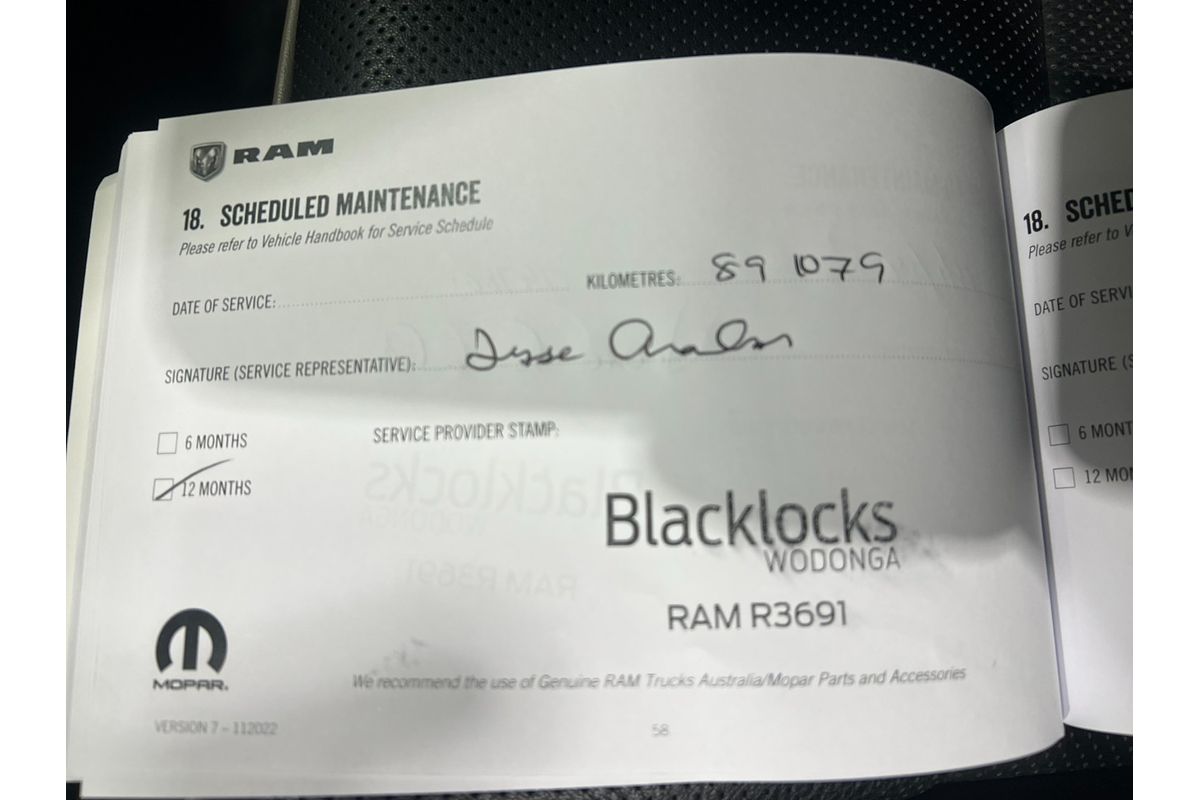 RAM
18. SCHEDULED MAINTENANCE
Please refer to Vehicle Handbook for Service Schedule
DATE OF SERVICE:
KILOMETRES: 89 1079
SIGNATURE (SERVICE REPRESENTATIVE): Jesse
6 MONTHS
12 MONTHS
SERVICE PROVIDER STAMP:
Blacklocks
WODONGA
RAM R3691
MOPAR.
We recommend the use of Genuine RAM Trucks Australia/Mopar Parts and Accessories
VERSION 7 – 112022
58
18. SCHED
Please refer to V
DATE OF SERVI
SIGNATURE (S
6 MONT
12 MON